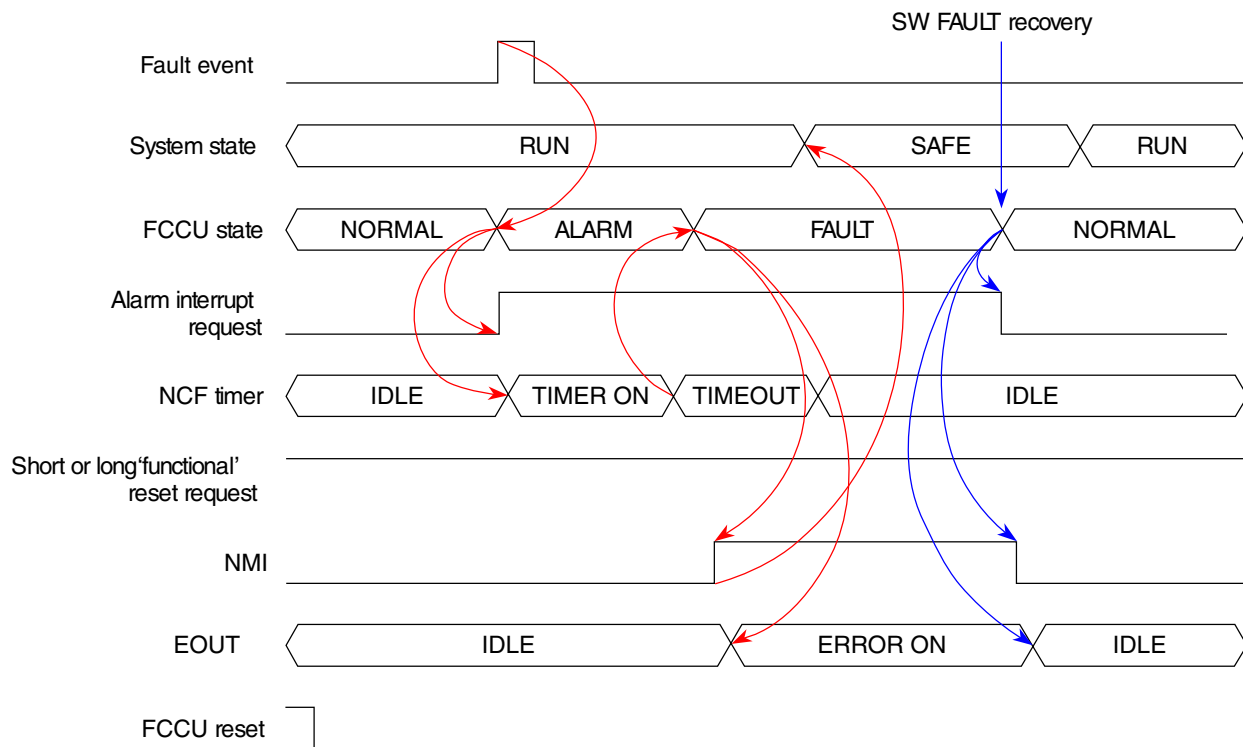 SW FAULT recovery
Fault event
System state
RUN
SAFE
RUN
FCCU state
NORMAL
ALARM
FAULT
NORMAL
Alarm interrupt
request
NCF timer
IDLE
TIMER ON
TIMEOUT
IDLE
Short or long‘functional’
reset request
NMI
EOUT
IDLE
ERROR ON
IDLE
FCCU reset